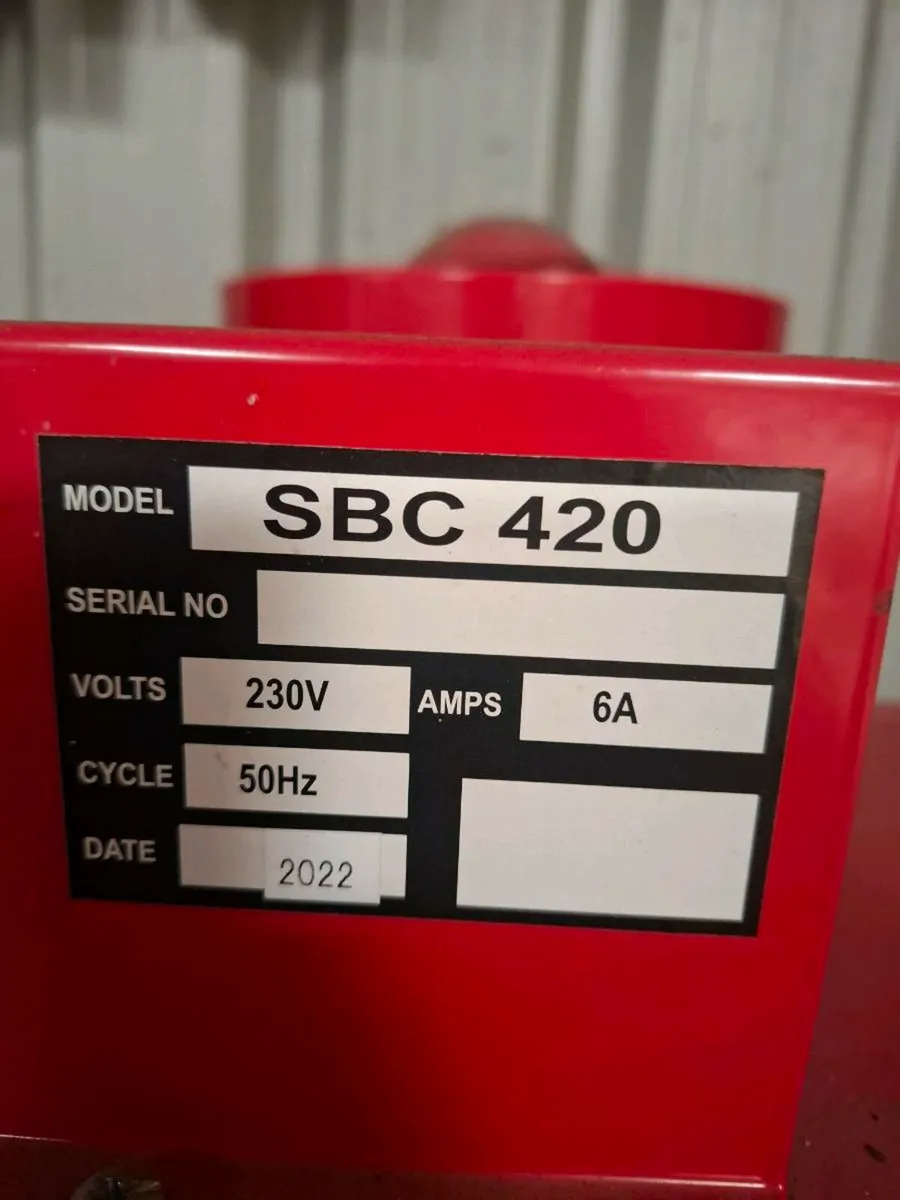 MODEL SBC 420
SERIAL NO
VOLTS 230V AMPS 6A
CYCLE 50Hz
DATE 2022